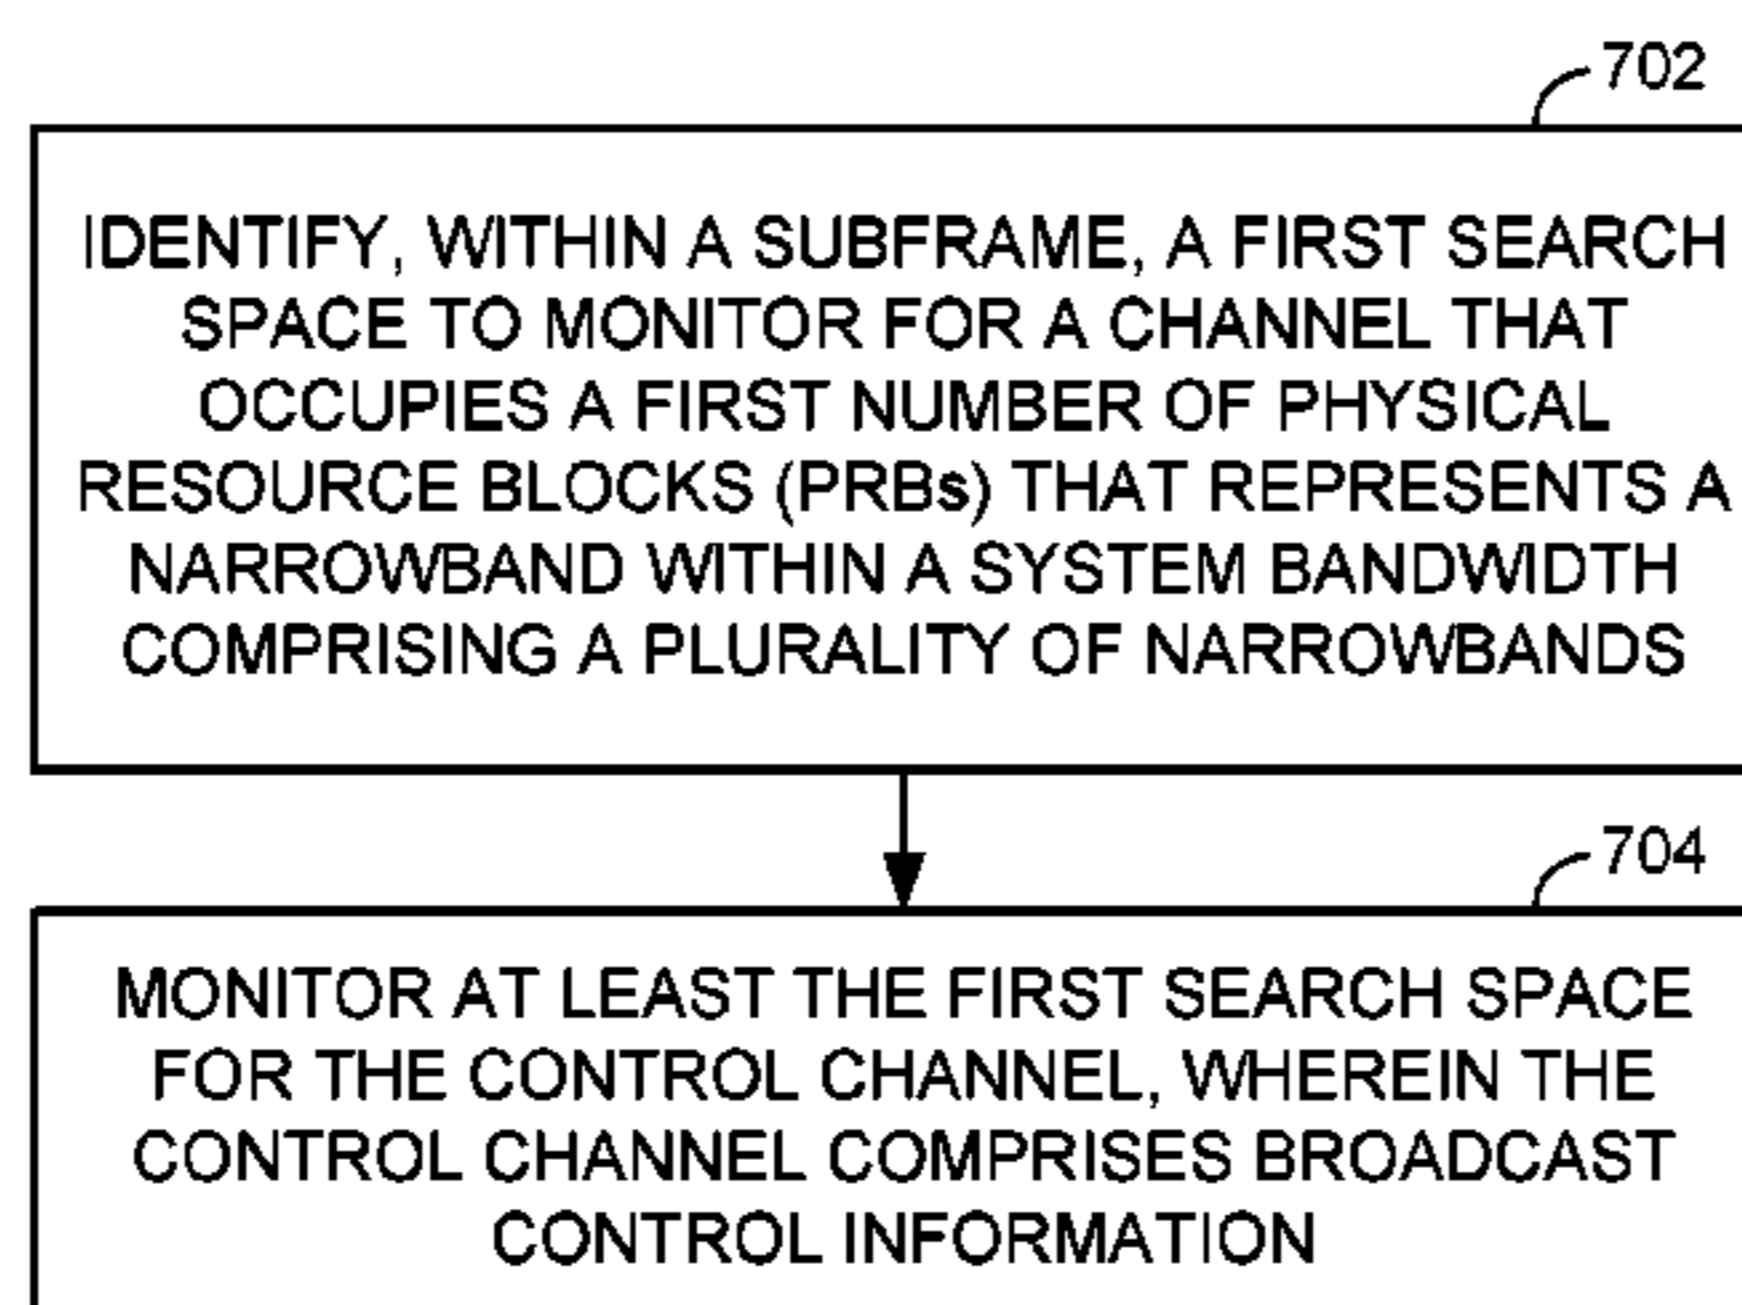 702
IDENTIFY, WITHIN A SUBFRAME, A FIRST SEARCH
SPACE TO MONITOR FOR A CHANNEL THAT
OCCUPIES A FIRST NUMBER OF PHYSICAL
RESOURCE BLOCKS (PRBs) THAT REPRESENTS A
NARROWBAND WITHIN A SYSTEM BANDWIDTH
COMPRISING A PLURALITY OF NARROWBANDS
704
MONITOR AT LEAST THE FIRST SEARCH SPACE
FOR THE CONTROL CHANNEL, WHEREIN THE
CONTROL CHANNEL COMPRISES BROADCAST
CONTROL INFORMATION